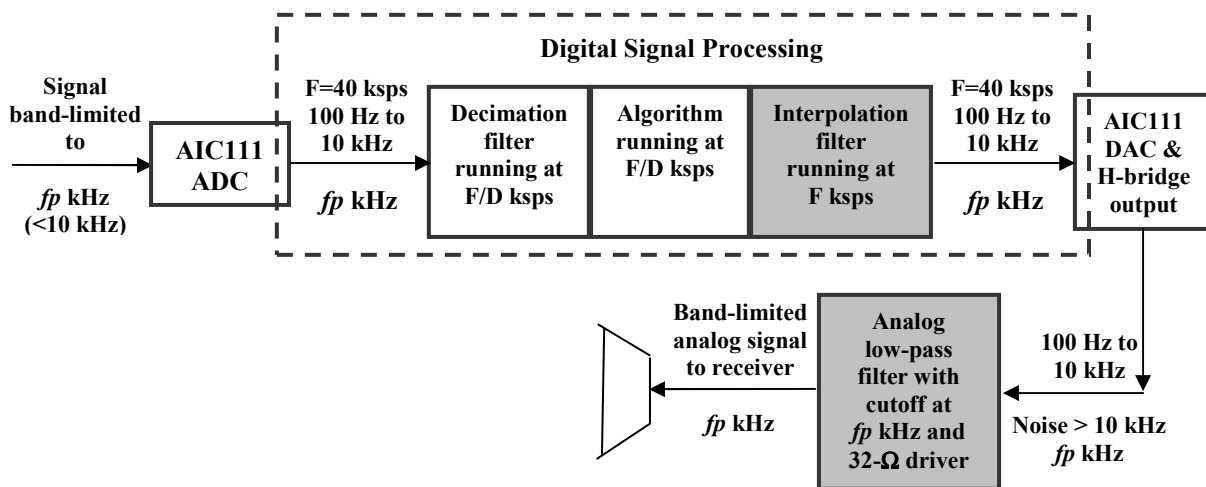 Digital Signal Processing
Signal
band-limited
to
fp kHz
(<10 kHz)
AIC111
ADC
F=40 ksps
100 Hz to
10 kHz
fp kHz
Decimation
filter
running at
F/D ksps
Algorithm
running at
F/D ksps
Interpolation
filter
running at
F ksps
F=40 ksps
100 Hz to
10 kHz
fp kHz
AIC111
DAC &
H-bridge
output
100 Hz to
10 kHz
Noise > 10 kHz
fp kHz
Analog
low-pass
filter with
cutoff at
fp kHz and
32-Ω driver
Band-limited
analog signal
to receiver
fp kHz